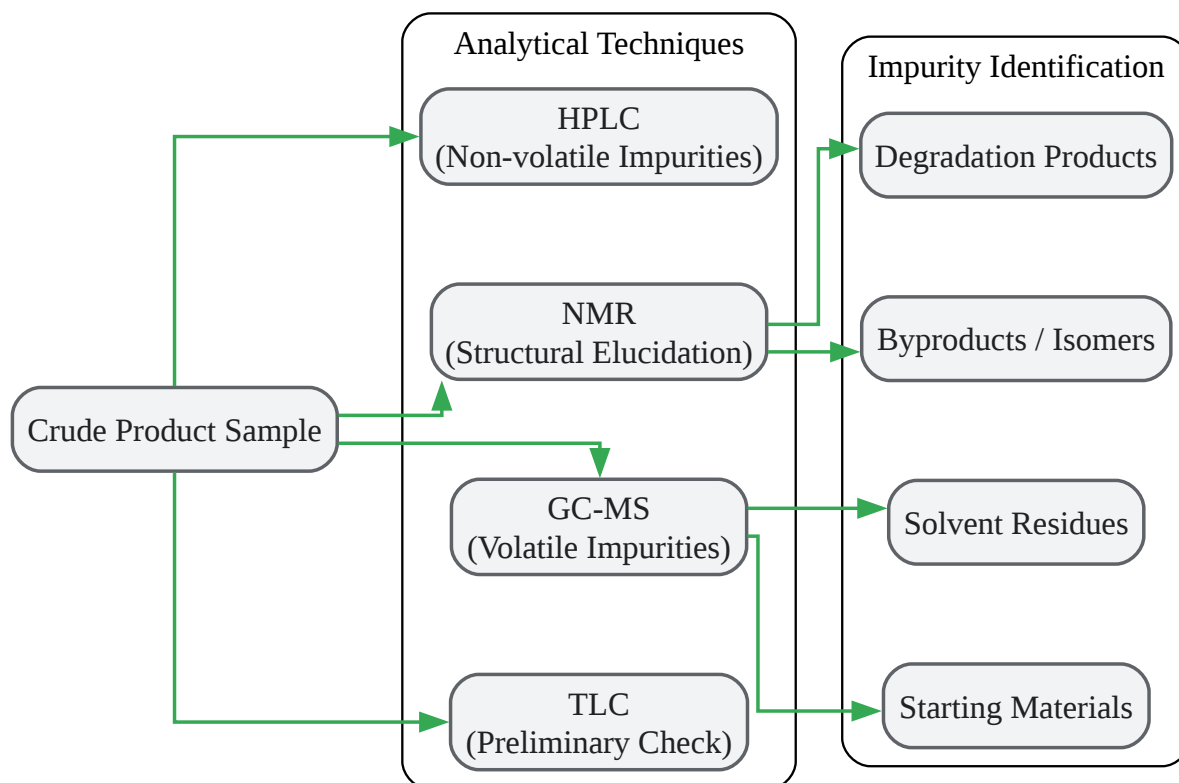 Analytical Techniques
Impurity Identification
HPLC
(Non-volatile Impurities)
Degradation Products
NMR
(Structural Elucidation)
Byproducts / Isomers
Crude Product Sample
GC-MS
(Volatile Impurities)
Solvent Residues
TLC
(Preliminary Check)
Starting Materials